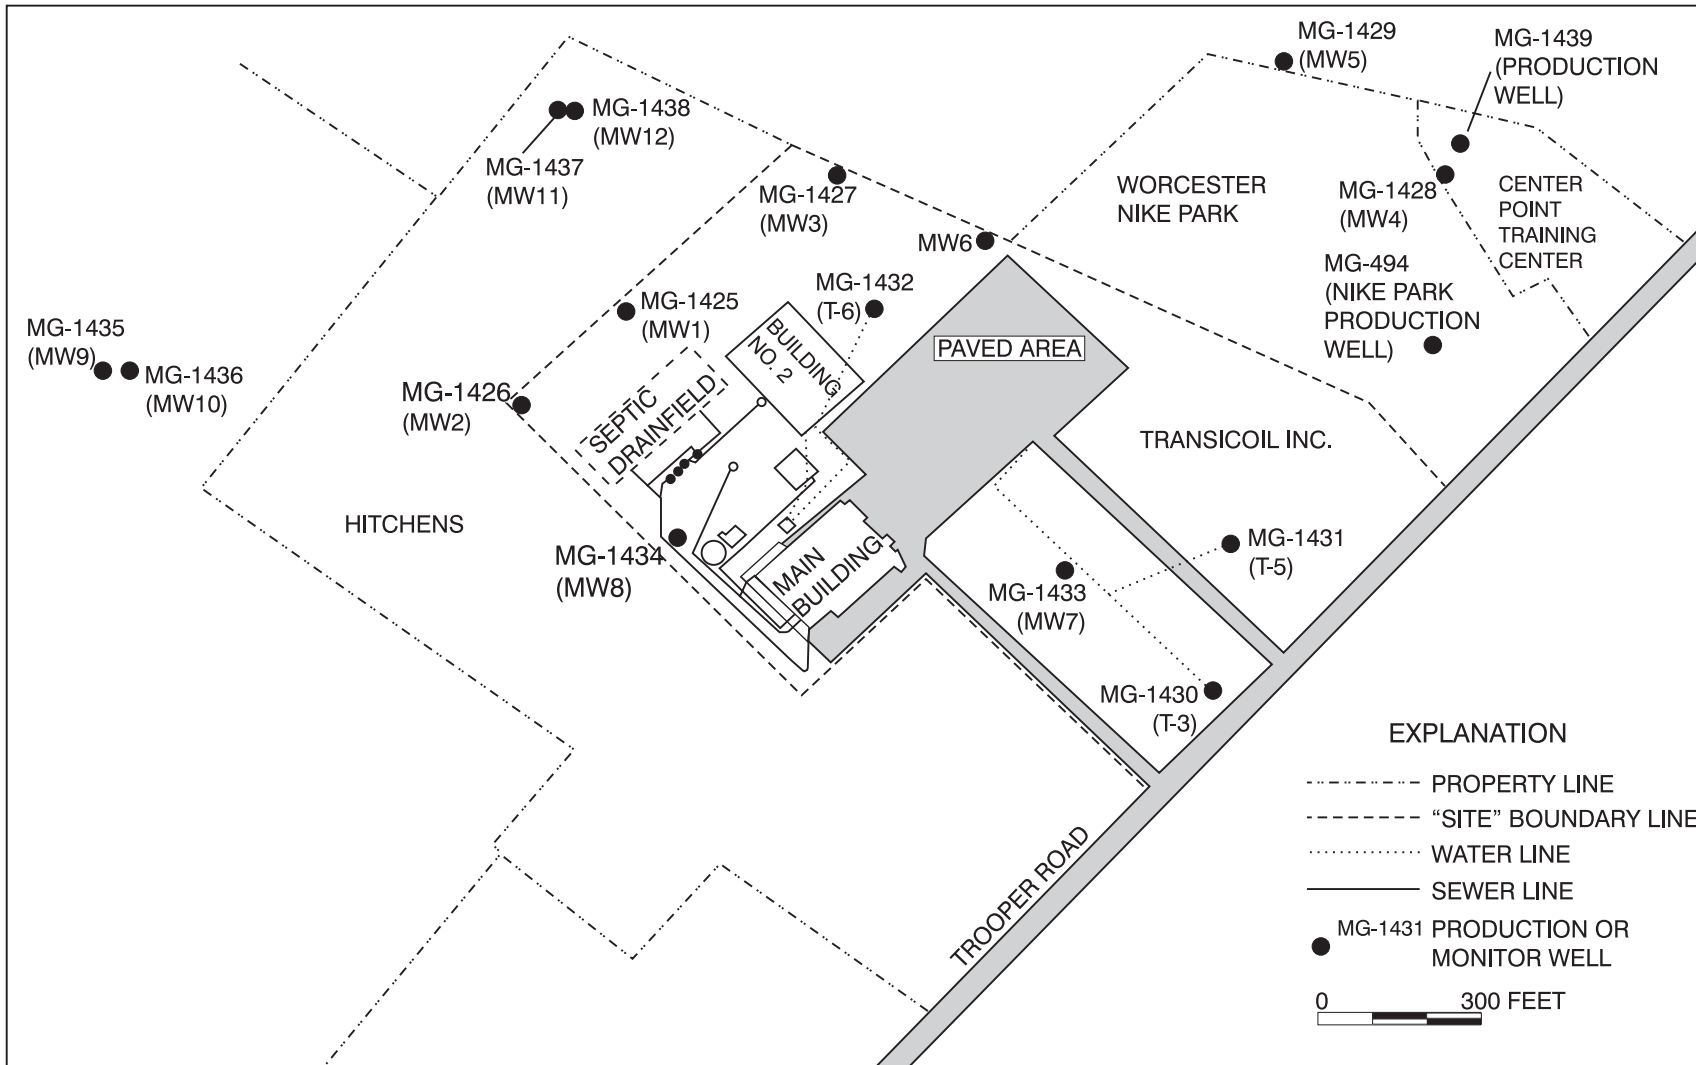 MG-1429
(MW5)
MG-1439
(PRODUCTION
WELL)
MG-1438
(MW12)
MG-1437
(MW11)
MG-1427
(MW3)
WORCESTER
NIKE PARK
MG-1428
(MW4)
CENTER
POINT
TRAINING
CENTER
MW6
MG-494
(NIKE PARK
PRODUCTION
WELL)
MG-1432
(T-6)
MG-1425
(MW1)
MG-1435
(MW9)
MG-1436
(MW10)
MG-1426
(MW2)
BUILDING
NO. 2
PAVED AREA
SEPTIC
DRAINFIELD
TRANSICOIL INC.
HITCHENS
MG-1434
(MW8)
MAIN
BUILDING
MG-1431
(T-5)
MG-1433
(MW7)
MG-1430
(T-3)
TROOPER ROAD
EXPLANATION
PROPERTY LINE
“SITE” BOUNDARY LINE
WATER LINE
SEWER LINE
MG-1431 PRODUCTION OR
MONITOR WELL
0 300 FEET